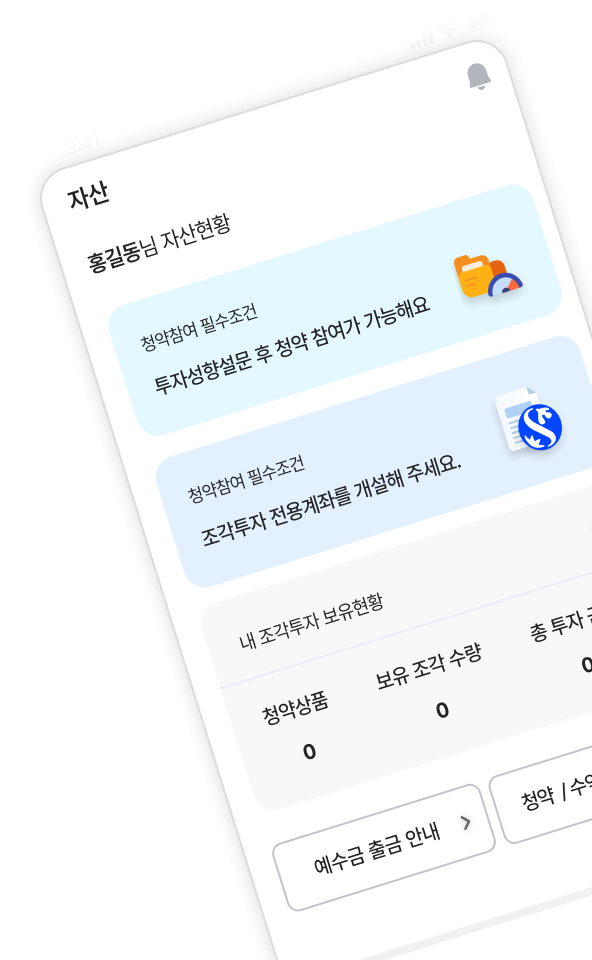 9:41
자산
홍길동님 자산현황
청약참여 필수조건
투자성향설문 후 청약 참여가 가능해요
청약참여 필수조건
조각투자 전용계좌를 개설해 주세요.
내 조각투자 보유현황
청약상품 보유 조각 수량 총 투자
0 0 0
예수금 출금 안내 청약 /